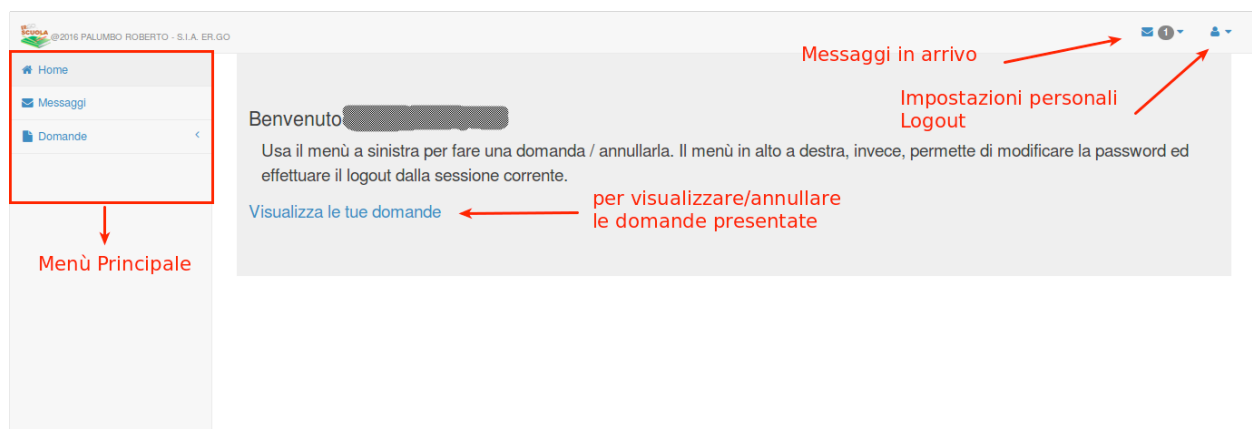 ER
SCUOLA
@2016 PALUMBO ROBERTO - S.I.A. ER.GO
1
Messaggi in arrivo
Home
Messaggi
Domande
Impostazioni personali
Logout
Benvenuto
Usa il menù a sinistra per fare una domanda / annullarla. Il menù in alto a destra, invece, permette di modificare la password ed
effettuare il logout dalla sessione corrente.
Visualizza le tue domande
per visualizzare/annullare
le domande presentate
Menù Principale